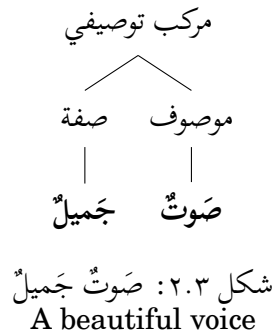 مركب توصيفي
موصوف صفة
صَوتٌ جَميلٌ
شكل ٢.٣: صَوتٌ جَميلٌ
A beautiful voice